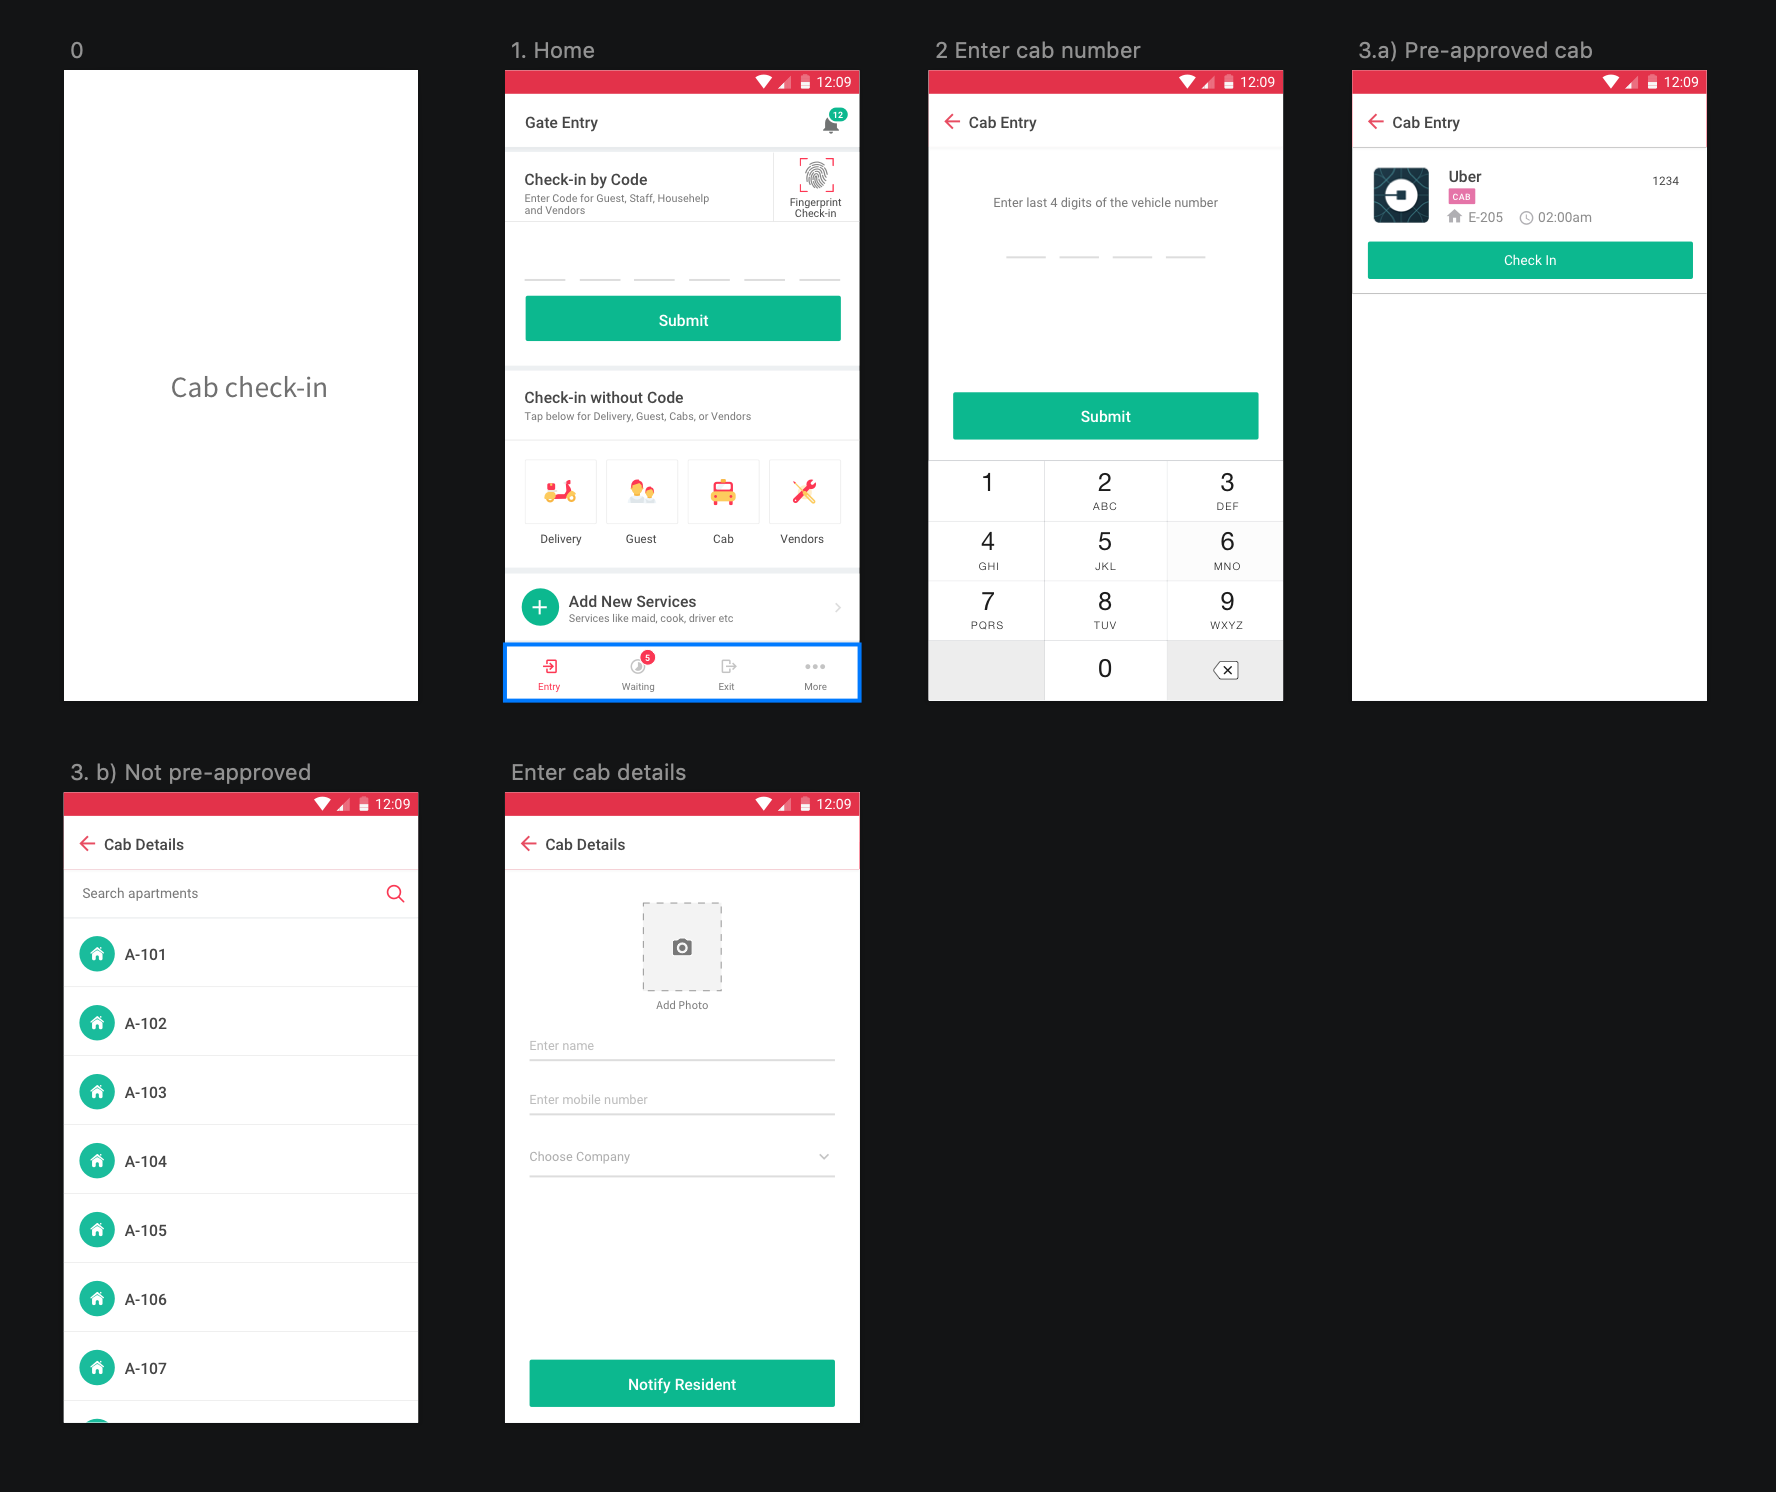 0
Cab check-in
1. Home
12:09
Gate Entry
12
Check-in by Code
Enter Code for Guest, Staff, Househelp
and Vendors
Fingerprint
Check-in
Submit
Check-in without Code
Tap below for Delivery, Guest, Cabs, or Vendors
Delivery
Guest
Cab
Vendors
Add New Services
Services like maid, cook, driver etc
5
Entry
Waiting
Exit
More
2 Enter cab number
12:09
Cab Entry
Enter last 4 digits of the vehicle number
Submit
1
2
3
ABC
DEF
4
5
6
GHI
JKL
MNO
7
8
9
PQRS
TUV
WXYZ
0
3.a) Pre-approved cab
12:09
Cab Entry
Uber
1234
CAB
E-205
02:00am
Check In
3. b) Not pre-approved
12:09
Cab Details
Search apartments
A-101
A-102
A-103
A-104
A-105
A-106
A-107
Enter cab details
12:09
Cab Details
Add Photo
Enter name
Enter mobile number
Choose Company
Notify Resident